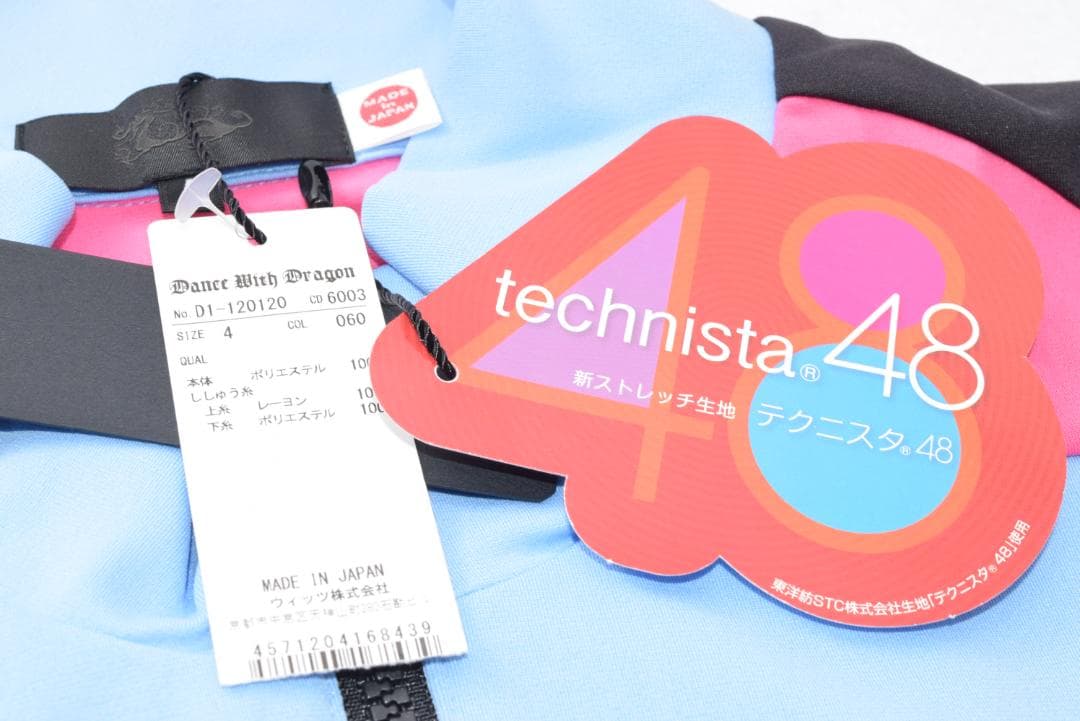 MADE
in
JAPAN
Dance With Dragon
No. D1-120120 CD 6003
SIZE 4 COL 060
QUAL
本体 ポリエステル 100
ししゅう糸
上糸 レーヨン 10
下糸 ポリエステル 100
MADE IN JAPAN
ウィッツ株式会社
4571204168439
48
technista® 48
新ストレッチ生地 テクニスタ® 48
東洋紡STC株式会社生地「テクニスタ® 48」使用